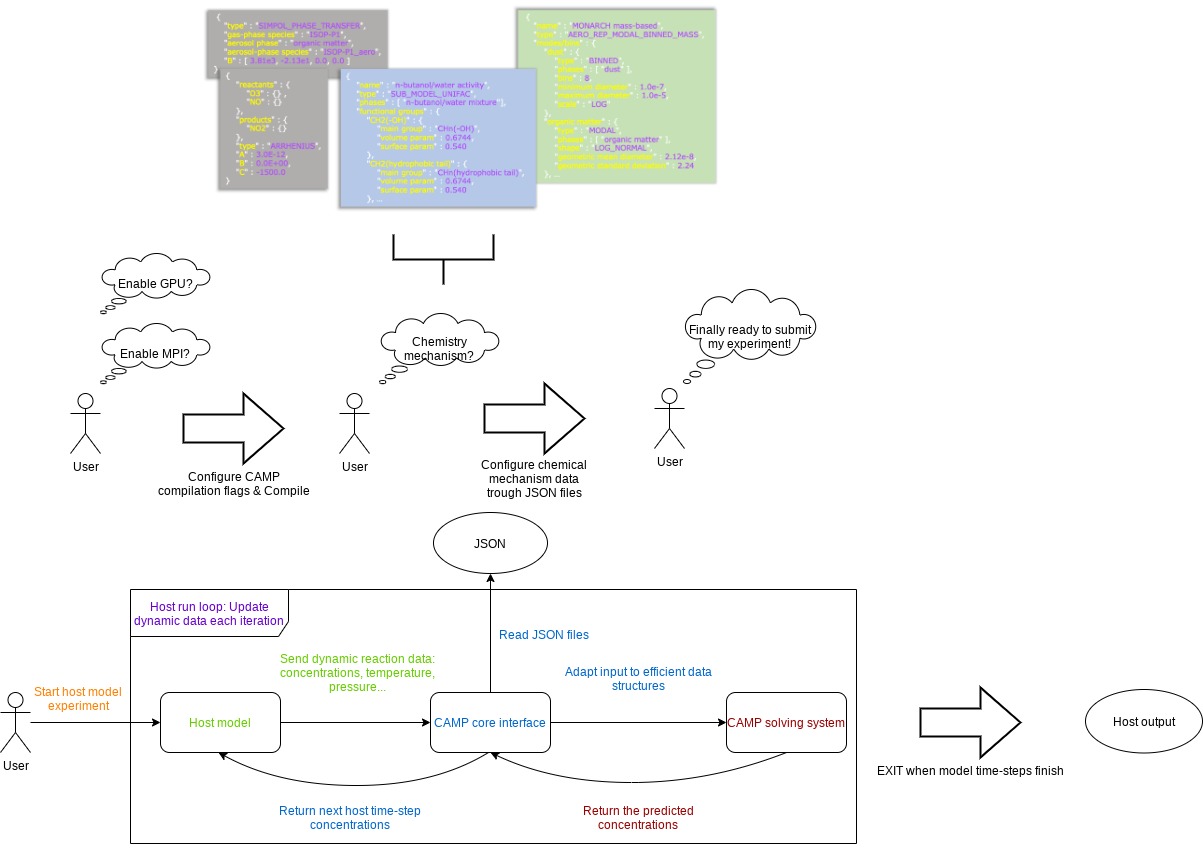 {
"type" : "SIMPOL_PHASE_TRANSFER",
"gas-phase species" : "ISOP-P1",
"aerosol phase" : "organic matter",
"aerosol-phase species" : "ISOP-P1_aero",
"B" : [ 3.81e3, -2.13e1, 0.0, 0.0 ]
}
{
"reactants" : {
"O3" : {} ,
"NO" : {}
},
"products" : {
"NO2" : {}
},
"type" : "ARRHENIUS",
"A" : 3.0E-12,
"B" : 0.0E+00,
"C" : -1500.0
}
{
"name" : "n-butanol/water activity",
"type" : "SUB_MODEL_UNIFAC",
"phases" : [ "n-butanol/water mixture"],
"functional groups" : {
"CH2(-OH)" : {
"main group" : "CHn(-OH)",
"volume param" : 0.6744,
"surface param" : 0.540
},
"CH2(hydrophobic tail)" : {
"main group" : "CHn(hydrophobic tail)",
"volume param" : 0.6744,
"surface param" : 0.540
}, ...
{
"name" : "MONARCH mass-based",
"type" : "AERO_REP_MODAL_BINNED_MASS",
"dust" : {
"type" : "BINNED",
"phases" : [ "dust" ],
"bins" : 8,
"minimum diameter" : 1.0e-7,
"maximum diameter" : 1.0e-5,
"scale" : "LOG"
},
"organic matter" : {
"type" : "MODAL",
"phases" : [ "organic matter" ],
"shape" : "LOG_NORMAL",
: 2.12e-8,
: 2.24
}, ...
Enable GPU?
Enable MPI?
User
Configure CAMP
compilation flags & Compile
Chemistry
mechanism?
User
Configure chemical
mechanism data
trough JSON files
Finally ready to submit
my experiment!
User
JSON
Host run loop: Update
dynamic data each iteration
Read JSON files
Send dynamic reaction data:
concentrations, temperature,
pressure...
Adapt input to efficient data
structures
Start host model
experiment
User
Host model
CAMP core interface
CAMP solving system
Return next host time-step
concentrations
Return the predicted
concentrations
EXIT when model time-steps finish
Host output